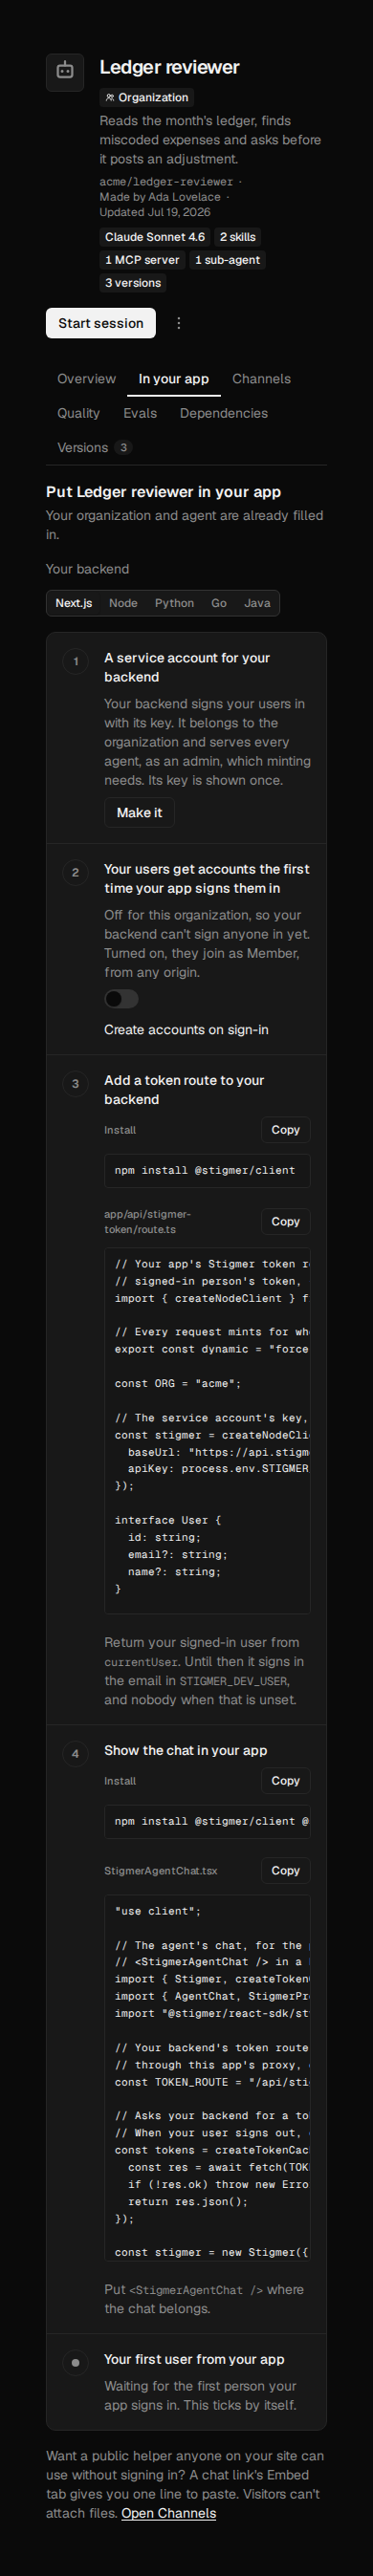 Ledger reviewer
Organization
Reads the month's ledger, finds
miscoded expenses and asks before
it posts an adjustment.
acme/ledger-reviewer ·
Made by Ada Lovelace ·
Updated Jul 19, 2026
Claude Sonnet 4.6 2 skills
1 MCP server 1 sub-agent
3 versions
Start session
Overview In your app Channels
Quality Evals Dependencies
Versions 3
Put Ledger reviewer in your app
Your organization and agent are already filled
in.
Your backend
Next.js Node Python Go Java
1 A service account for your
backend
Your backend signs your users in
with its key. It belongs to the
organization and serves every
agent, as an admin, which minting
needs. Its key is shown once.
Make it
2 Your users get accounts the first
time your app signs them in
Off for this organization, so your
backend can't sign anyone in yet.
Turned on, they join as Member,
from any origin.
Create accounts on sign-in
3 Add a token route to your
backend
Install Copy
npm install @stigmer/client
app/api/stigmer-
token/route.ts Copy
// Your app's Stigmer token r
// signed-in person's token,
import { createNodeClient } f
// Every request mints for wh
export const dynamic = "force
const ORG = "acme";
// The service account's key,
const stigmer = createNodeCli
baseUrl: "https://api.stigm
apiKey: process.env.STIGMER
});
interface User {
id: string;
email?: string;
name?: string;
}
Return your signed-in user from
currentUser. Until then it signs in
the email in STIGMER_DEV_USER,
and nobody when that is unset.
4 Show the chat in your app
Install Copy
npm install @stigmer/client @
StigmerAgentChat.tsx Copy
"use client";
// The agent's chat, for the
// <StigmerAgentChat /> in a
import { Stigmer, createToken
import { AgentChat, StigmerPr
import "@stigmer/react-sdk/st
// Your backend's token route
// through this app's proxy,
const TOKEN_ROUTE = "/api/sti
// Asks your backend for a to
// When your user signs out,
const tokens = createTokenCac
const res = await fetch(TOK
if (!res.ok) throw new Erro
return res.json();
});
const stigmer = new Stigmer({
Put <StigmerAgentChat /> where
the chat belongs.
Your first user from your app
Waiting for the first person your
app signs in. This ticks by itself.
Want a public helper anyone on your site can
use without signing in? A chat link's Embed
tab gives you one line to paste. Visitors can't
attach files. Open Channels